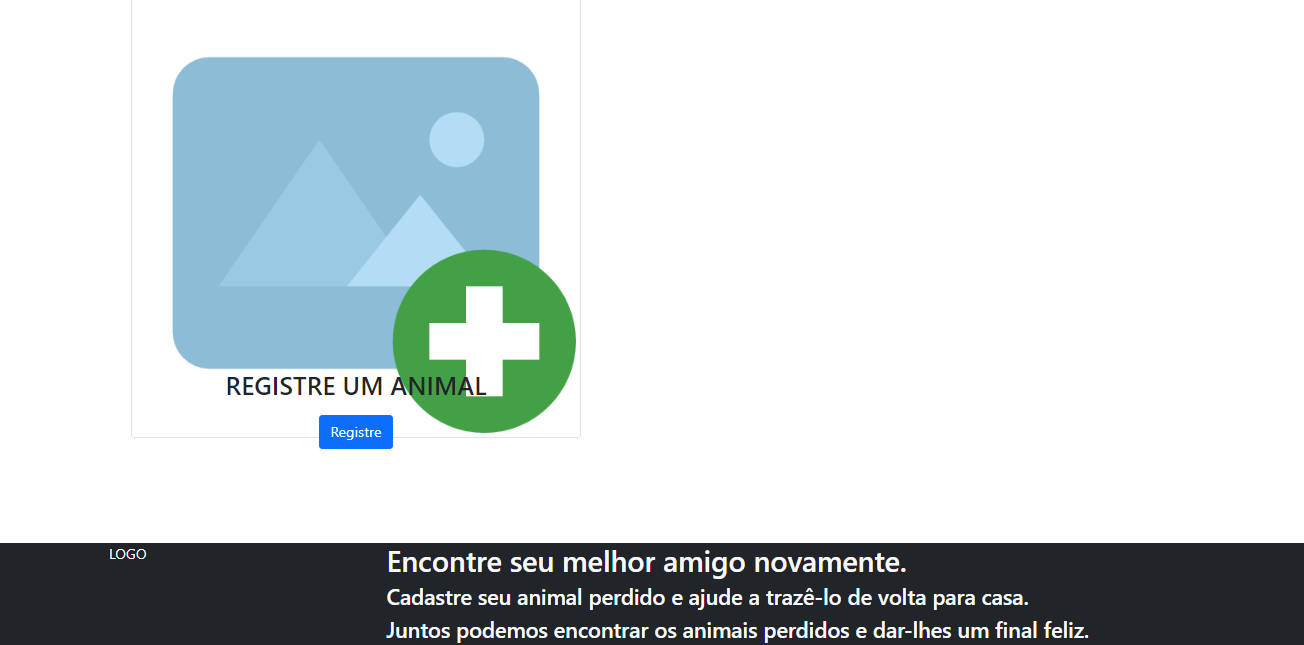 REGISTRE UM ANIMAL
Registre
LOGO
Encontre seu melhor amigo novamente.
Cadastre seu animal perdido e ajude a trazê-lo de volta para casa.
Juntos podemos encontrar os animais perdidos e dar-lhes um final feliz.